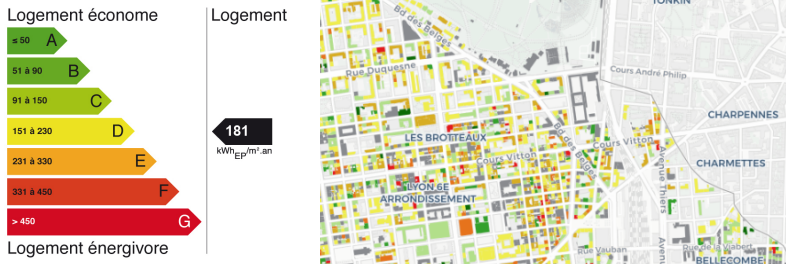 Logement économe
Logement
≤ 50 A
51 à 90 B
91 à 150 C
151 à 230 D
231 à 330 E
331 à 450 F
> 450 G
181
kWhEP/m².an
Logement énergivore
TONKIN
Bd des Belges
Rue Duquesne
Cours André Philip
CHARPENNES
LES BROTTEAUX
Bd des Belges
Cours Vitton
Cours Vitton
CHARMETTES
Avenue Thiers
LYON 6E
ARRONDISSEMENT
Rue Vauban
Rue de la Viabert
Avenu
BELLECOMBE